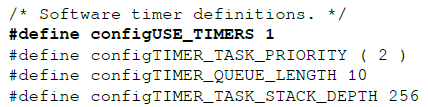 /* Software timer definitions. */
#define configUSE_TIMERS 1
#define configTIMER_TASK_PRIORITY ( 2 )
#define configTIMER_QUEUE_LENGTH 10
#define configTIMER_TASK_STACK_DEPTH 256